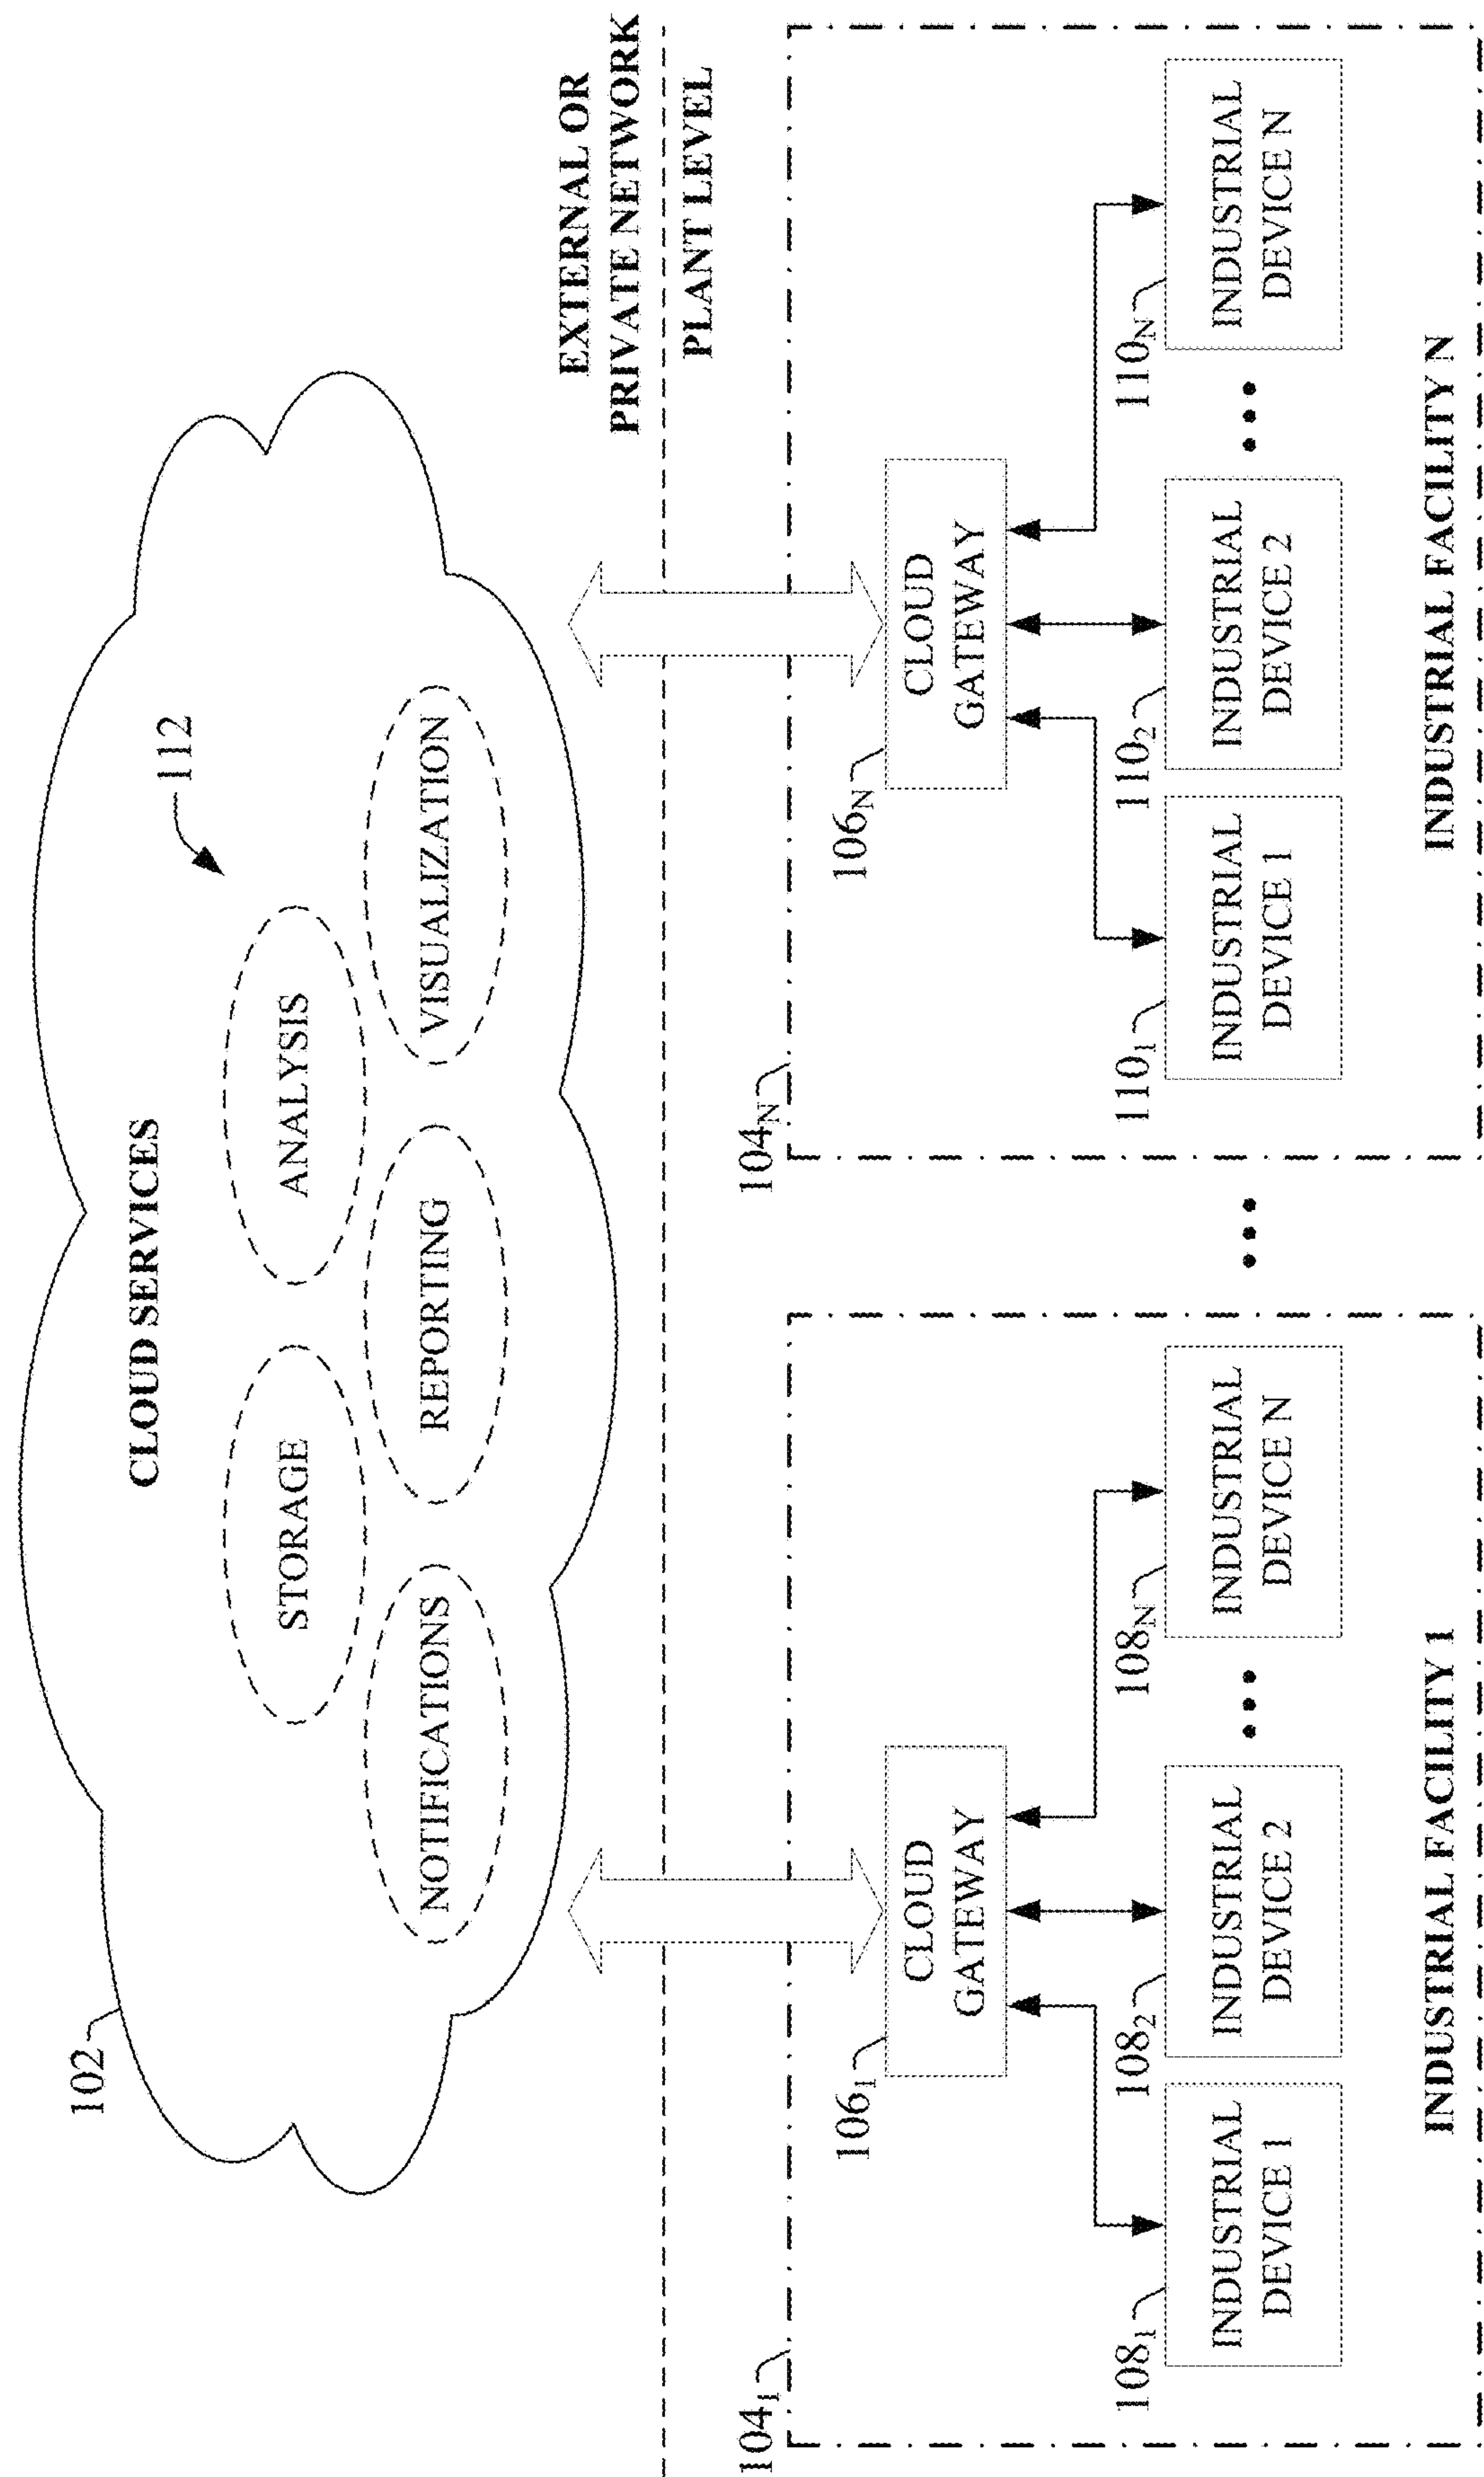 102
CLOUD SERVICES
112
STORAGE
ANALYSIS
NOTIFICATIONS
REPORTING
VISUALIZATION
EXTERNAL OR
PRIVATE NETWORK
PLANT LEVEL
104₁
106₁
CLOUD
GATEWAY
108₁
108₂
108N
INDUSTRIAL
DEVICE 1
INDUSTRIAL
DEVICE 2
•••
INDUSTRIAL
DEVICE N
INDUSTRIAL FACILITY 1
•••
104N
106N
CLOUD
GATEWAY
110₁
110₂
110N
INDUSTRIAL
DEVICE 1
INDUSTRIAL
DEVICE 2
•••
INDUSTRIAL
DEVICE N
INDUSTRIAL FACILITY N